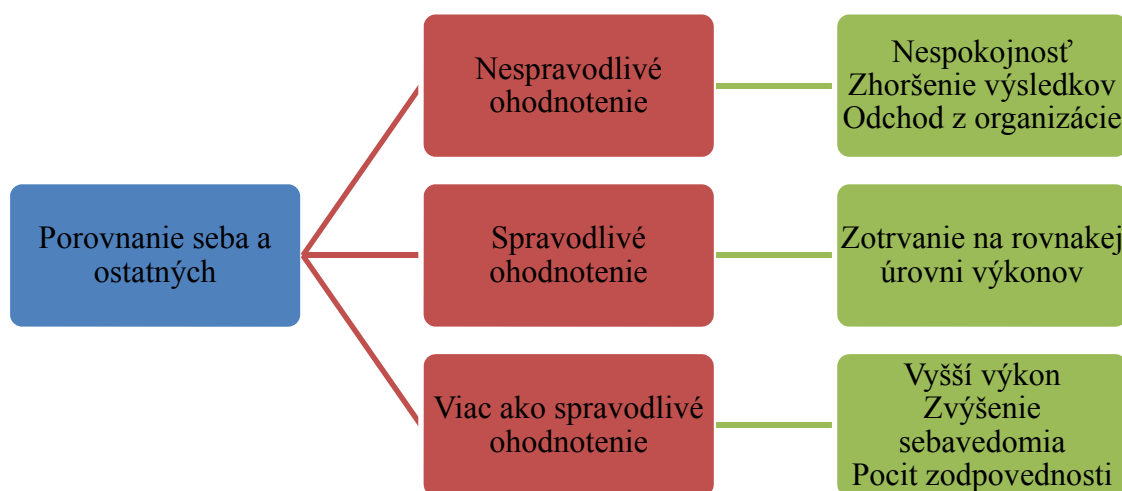 Porovnanie seba a
ostatných
Nespravodlivé
ohodnotenie
Nespokojnosť
Zhoršenie výsledkov
Odchod z organizácie
Spravodlivé
ohodnotenie
Zotrvanie na rovnakej
úrovni výkonov
Viac ako spravodlivé
ohodnotenie
Vyšší výkon
Zvýšenie
sebavedomia
Pocit zodpovednosti